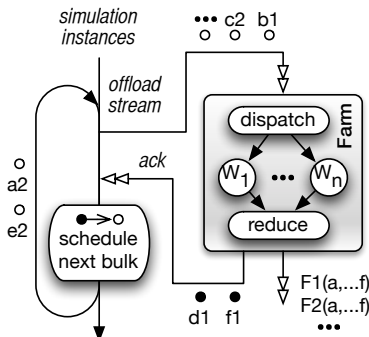 simulation
instances
••• c2 b1
offload
stream
dispatch
Farm
a2
ack
W1 ••• Wn
e2
schedule
next bulk
reduce
d1 f1
F1(a,...f)
F2(a,...f)
•••